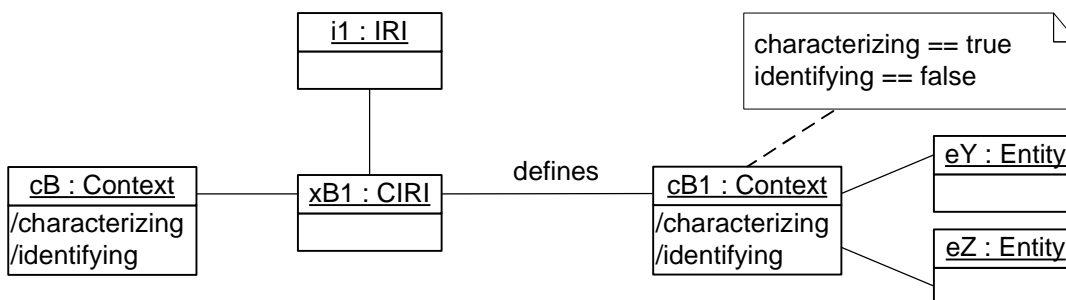 i1 : IRI
characterizing == true
identifying == false
cB : Context
/characterizing
/identifying
xB1 : CIRI
defines
cB1 : Context
/characterizing
/identifying
eY : Entity
eZ : Entity